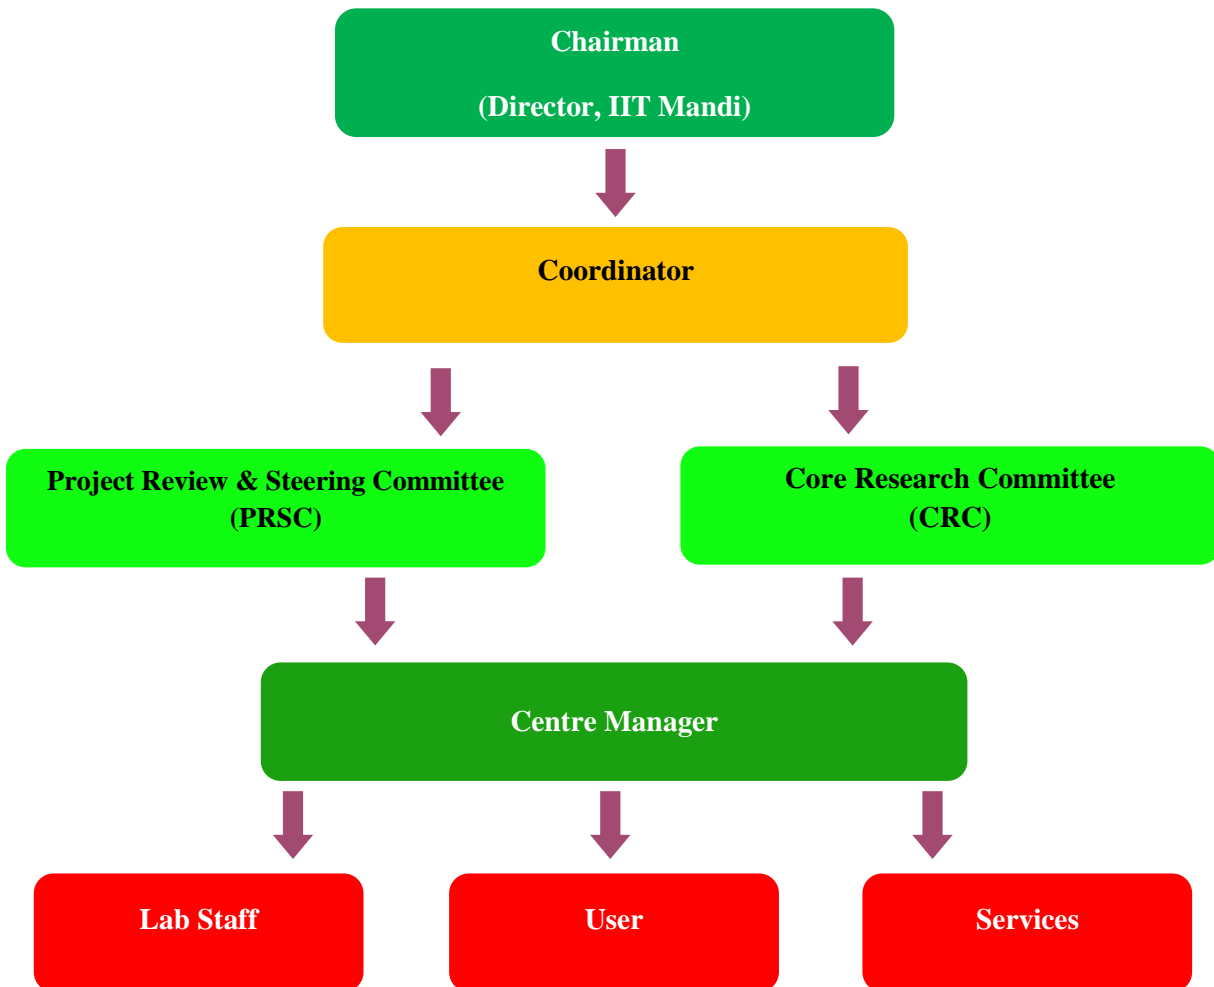 Chairman
(Director, IIT Mandi)
Coordinator
Project Review & Steering Committee
(PRSC)
Core Research Committee
(CRC)
Centre Manager
Lab Staff
User
Services